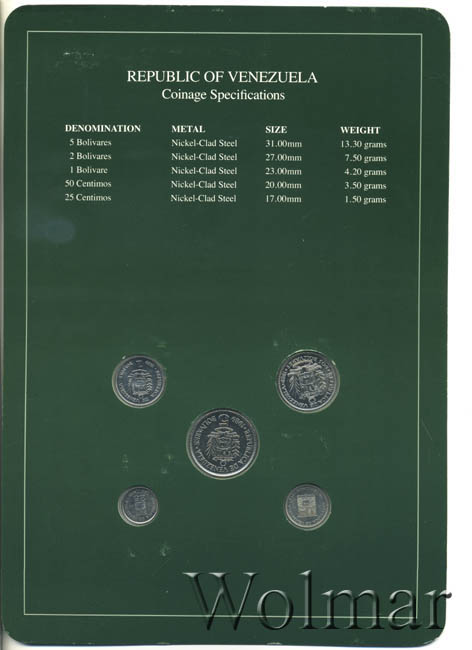 REPUBLIC OF VENEZUELA
Coinage Specifications
DENOMINATION METAL SIZE WEIGHT
5 Bolivares Nickel-Clad Steel 31.00mm 13.30 grams
2 Bolivares Nickel-Clad Steel 27.00mm 7.50 grams
1 Bolivare Nickel-Clad Steel 23.00mm 4.20 grams
50 Centimos Nickel-Clad Steel 20.00mm 3.50 grams
25 Centimos Nickel-Clad Steel 17.00mm 1.50 grams
REPUBLICA DE VENEZUELA
Wolmar